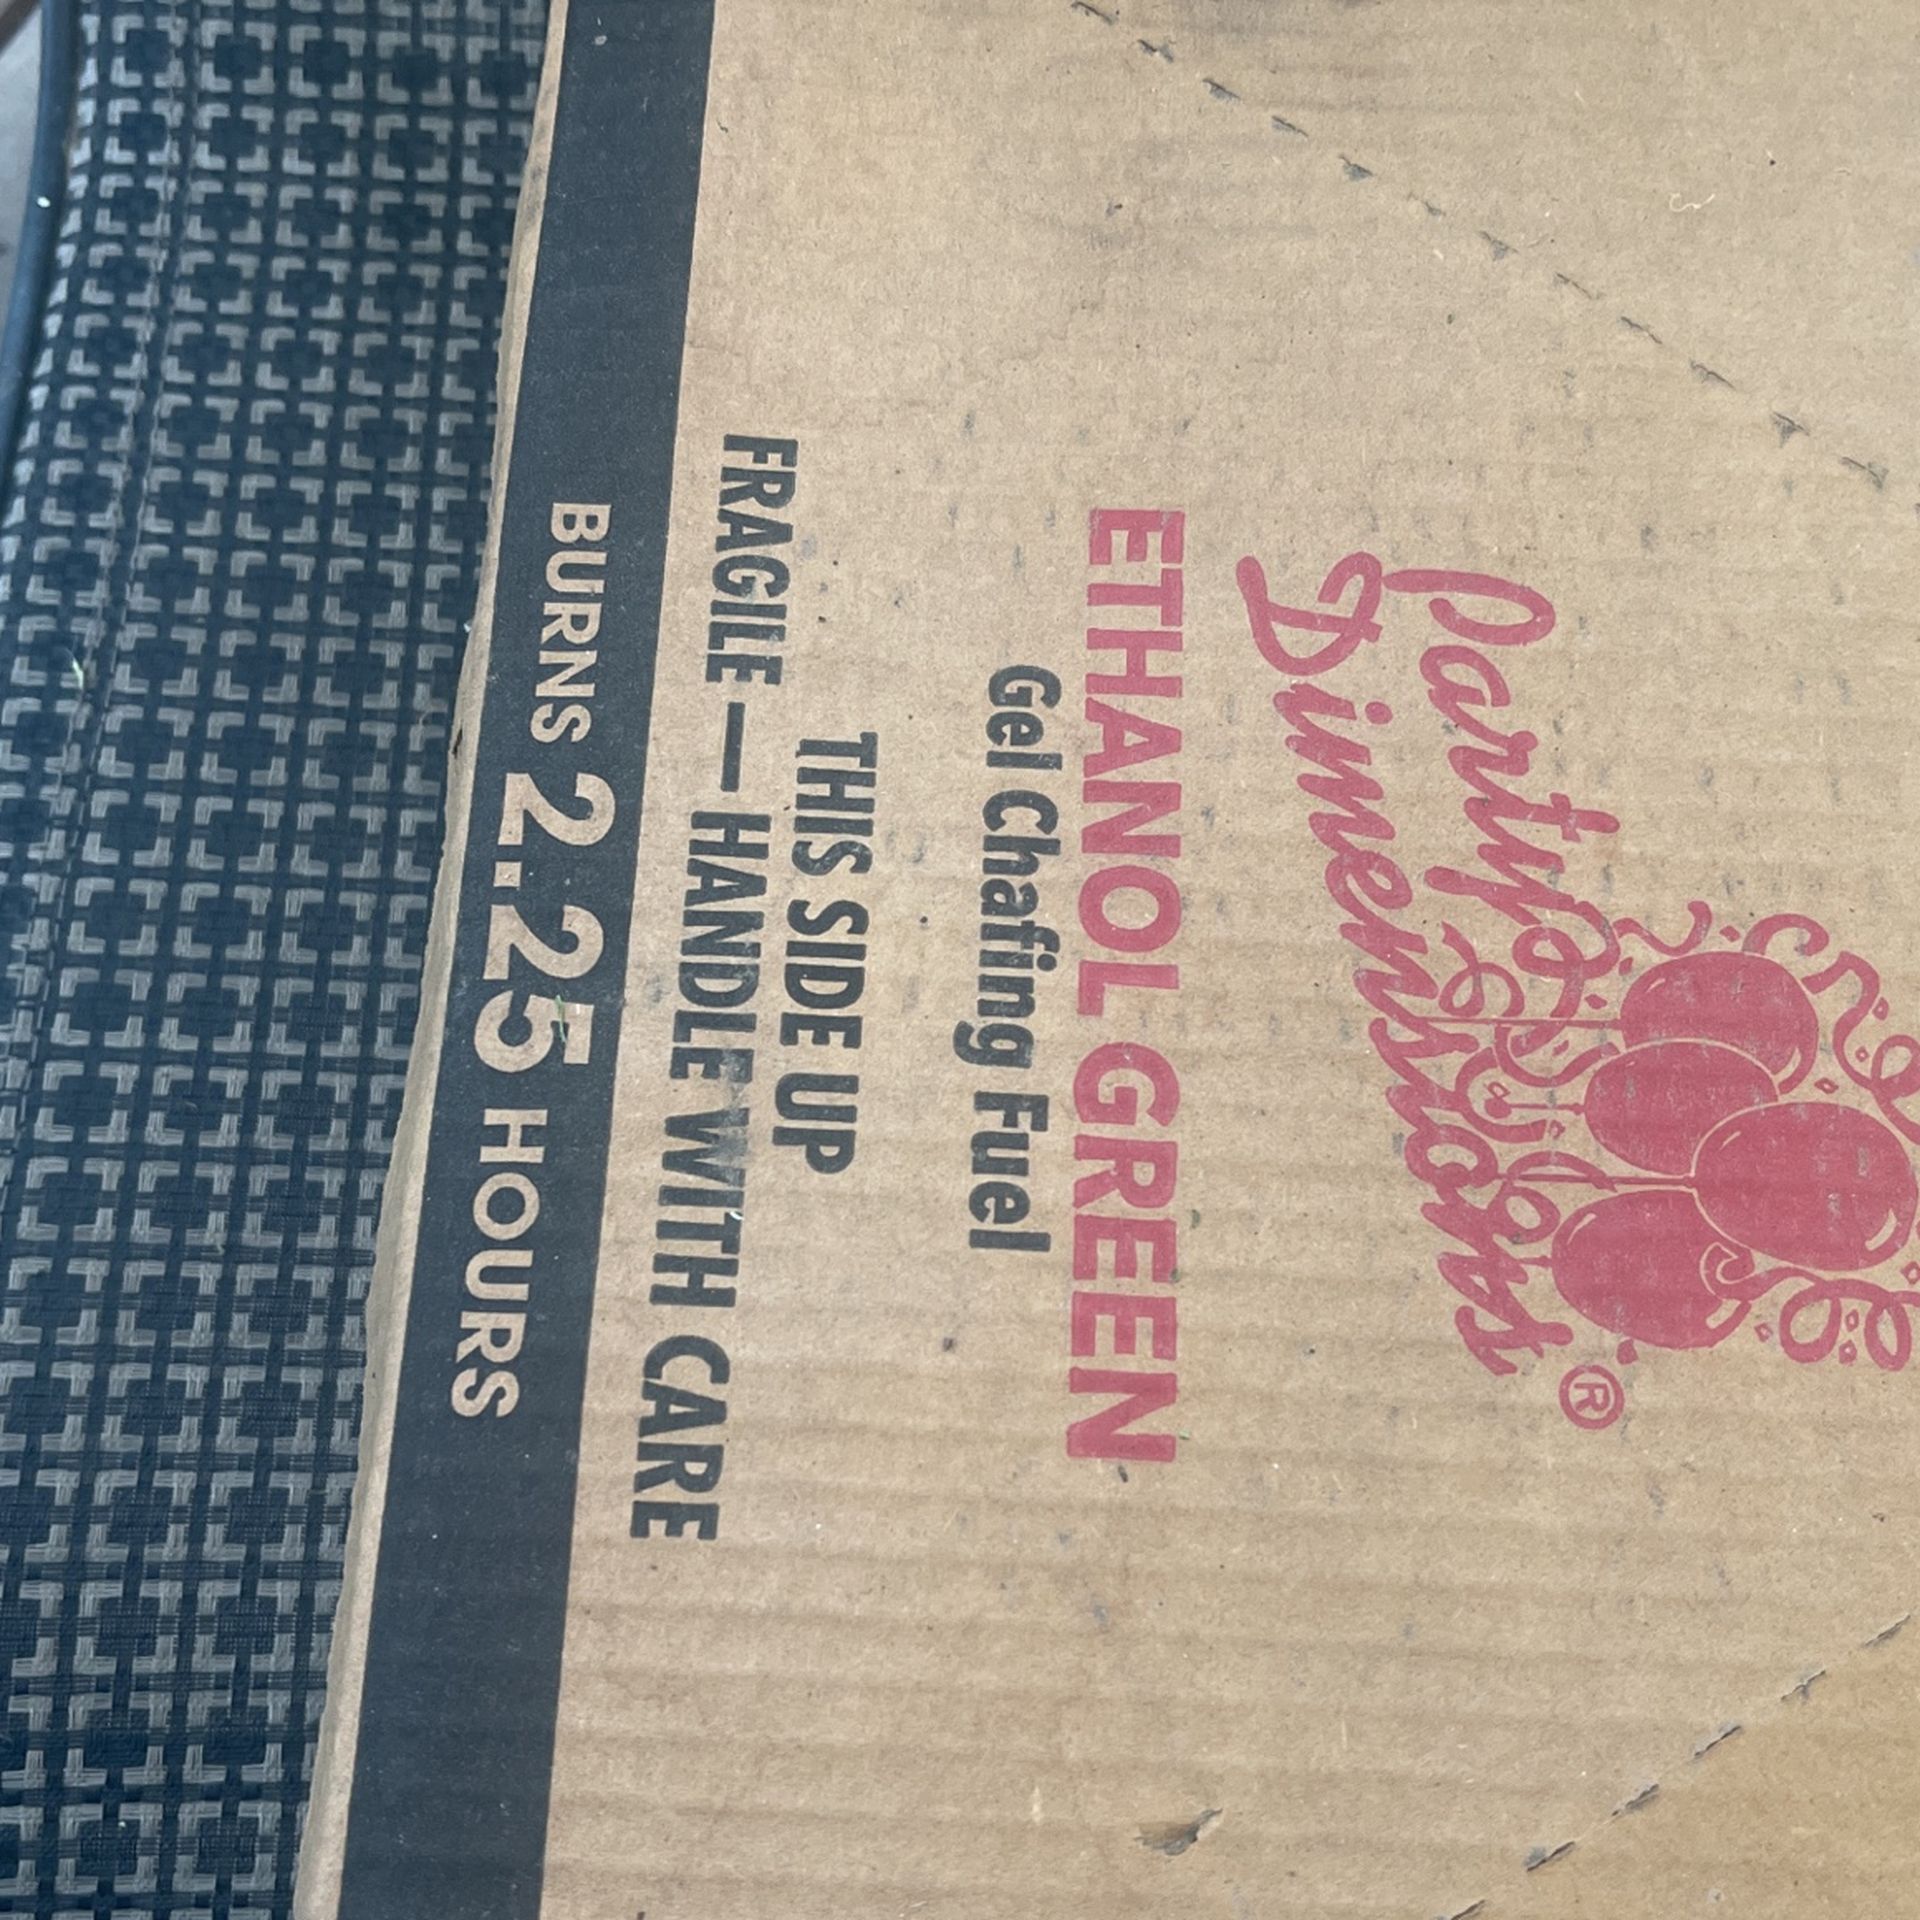 Party
Dimensions®
ETHANOL GREEN
Gel Chafing Fuel
THIS SIDE UP
FRAGILE — HANDLE WITH CARE
BURNS 2.25 HOURS